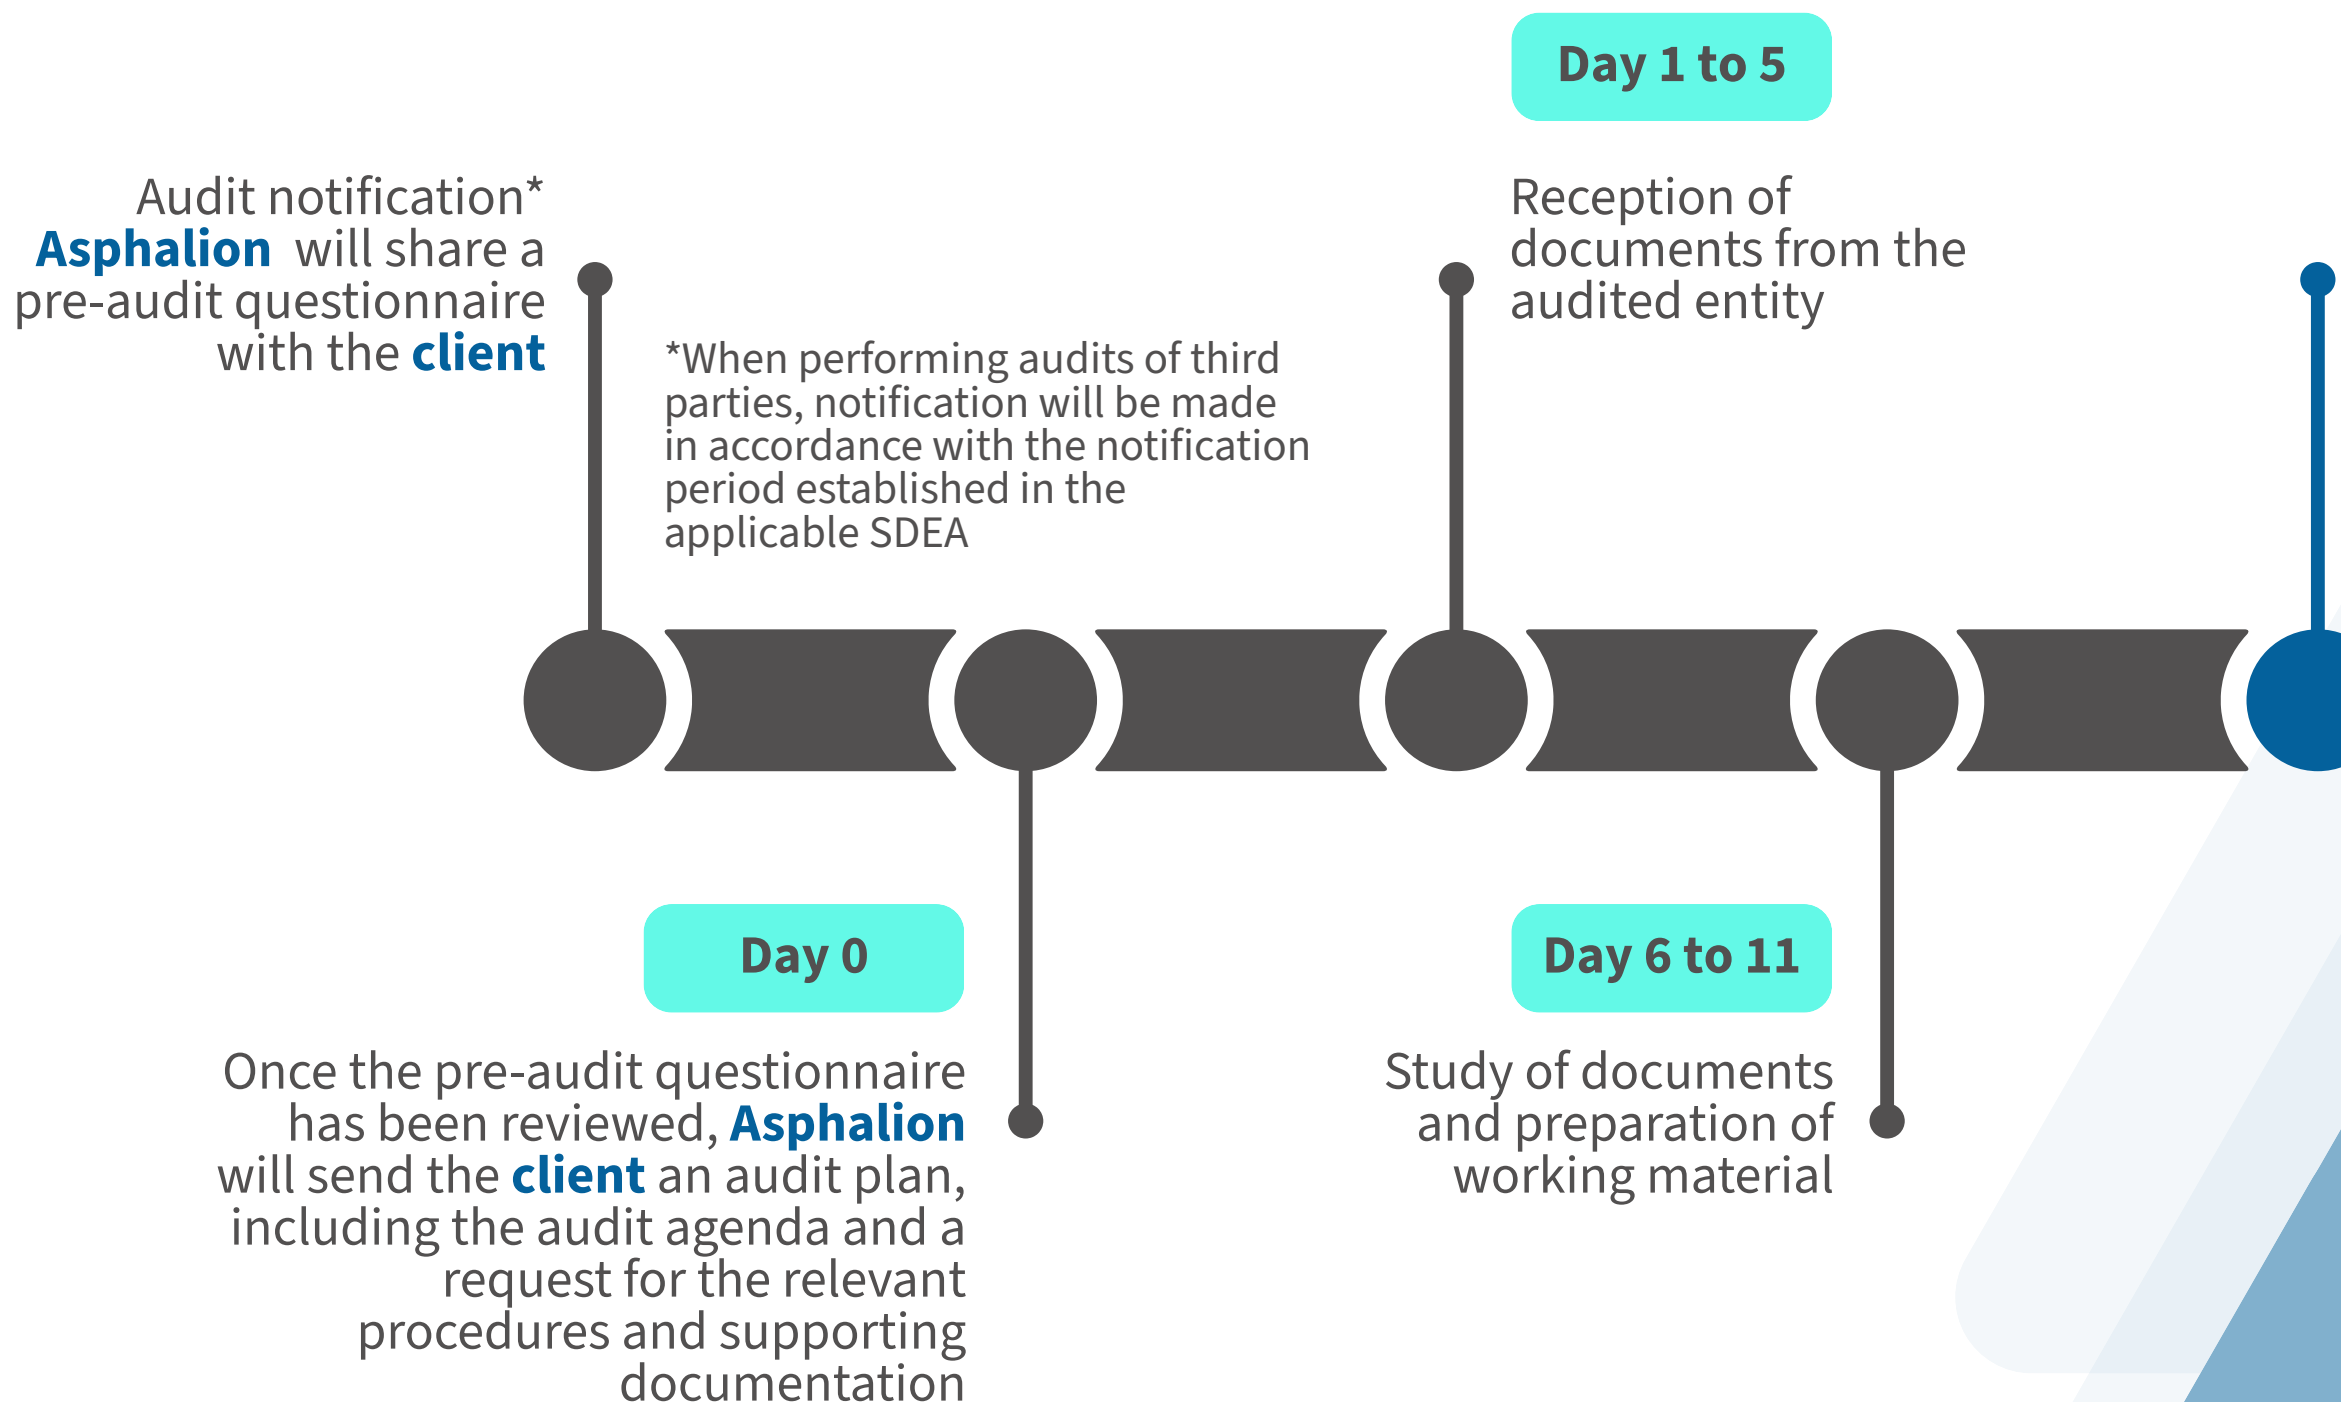 Audit notification*
Asphalion will share a
pre-audit questionnaire
with the client
*When performing audits of third
parties, notification will be made
in accordance with the notification
period established in the
applicable SDEA
Day 0
Once the pre-audit questionnaire
has been reviewed, Asphalion
will send the client an audit plan,
including the audit agenda and a
request for the relevant
procedures and supporting
documentation
Day 1 to 5
Reception of
documents from the
audited entity
Day 6 to 11
Study of documents
and preparation of
working material